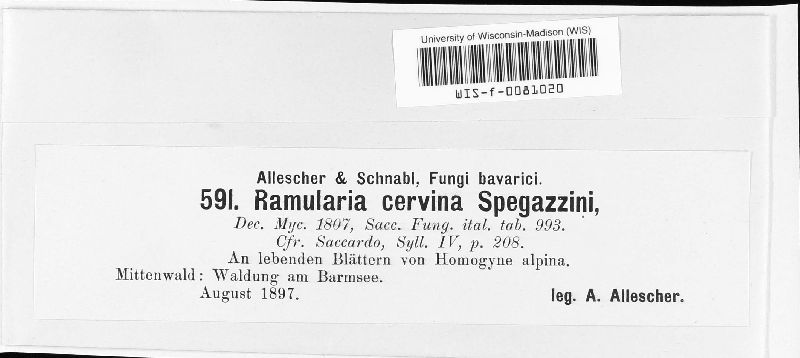 University of Wisconsin-Madison (WIS)
WIS-f-0081020
Allescher & Schnabl, Fungi bavarici.
591. Ramularia cervina Spegazzini,
Dec. Myc. 1807, Sacc. Fung. ital. tab. 993.
Cfr. Saccardo, Syll. IV, p. 208.
An lebenden Blättern von Homogyne alpina.
Mittenwald: Waldung am Barmsee.
August 1897.
leg. A. Allescher.